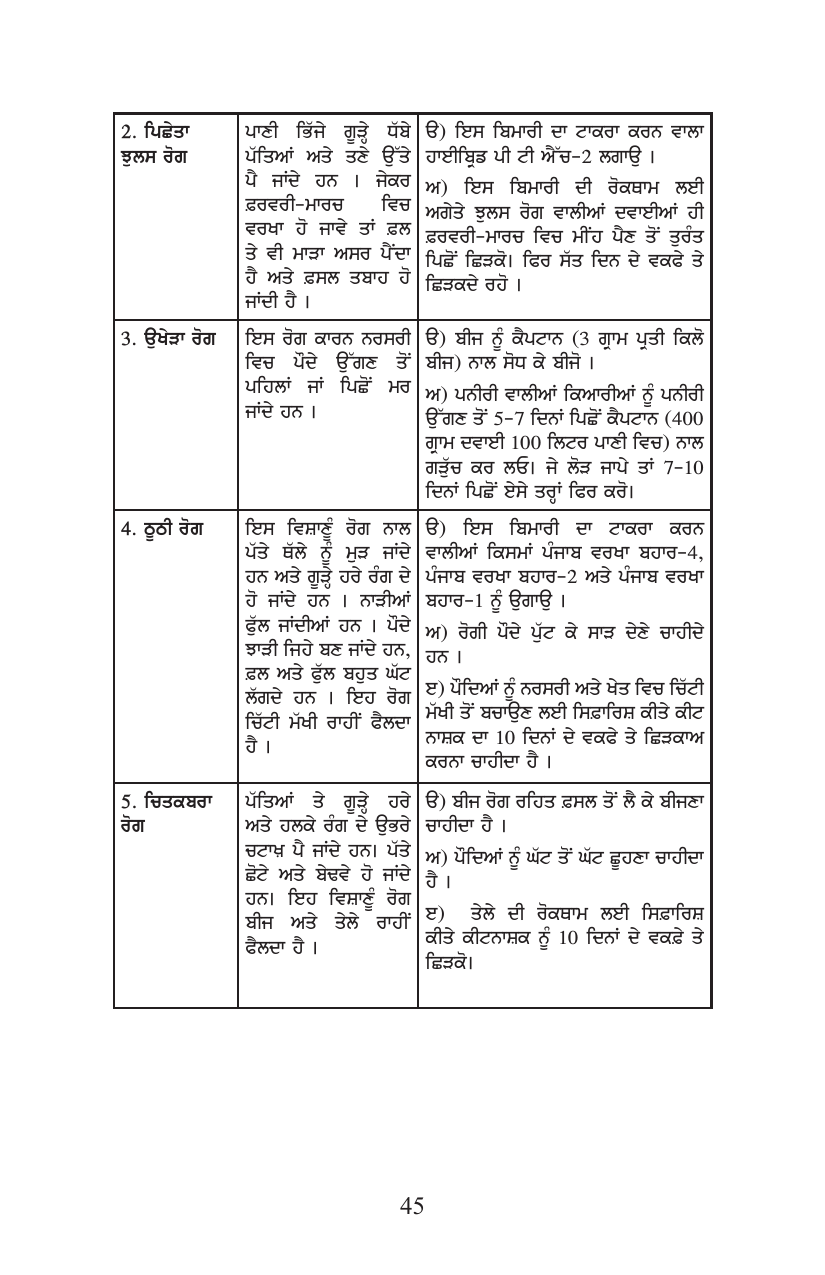 2. ਪਿਛੇਤਾ
ਝੁਲਸ ਰੋਗ
ਪਾਣੀ ਭਿੱਜੇ ਗੂੜ੍ਹੇ ਧੱਬੇ
ਪੱਤਿਆਂ ਅਤੇ ਤਣੇ ਉੱਤੇ
ਪੈ ਜਾਂਦੇ ਹਨ । ਜੇਕਰ
ਫ਼ਰਵਰੀ-ਮਾਰਚ ਵਿਚ
ਵਰਖਾ ਹੋ ਜਾਵੇ ਤਾਂ ਫ਼ਲ
ਤੇ ਵੀ ਮਾੜਾ ਅਸਰ ਪੈਂਦਾ
ਹੈ ਅਤੇ ਫ਼ਸਲ ਤਬਾਹ ਹੋ
ਜਾਂਦੀ ਹੈ ।
ੳ) ਇਸ ਬਿਮਾਰੀ ਦਾ ਟਾਕਰਾ ਕਰਨ ਵਾਲਾ
ਹਾਈਬ੍ਰਿਡ ਪੀ ਟੀ ਐੱਚ-2 ਲਗਾਉ ।
ਅ) ਇਸ ਬਿਮਾਰੀ ਦੀ ਰੋਕਥਾਮ ਲਈ
ਅਗੇਤੇ ਝੁਲਸ ਰੋਗ ਵਾਲੀਆਂ ਦਵਾਈਆਂ ਹੀ
ਫ਼ਰਵਰੀ-ਮਾਰਚ ਵਿਚ ਮੀਂਹ ਪੈਣ ਤੋਂ ਤੁਰੰਤ
ਪਿਛੋਂ ਛਿੜਕੋ। ਫਿਰ ਸੱਤ ਦਿਨ ਦੇ ਵਕਫੇ ਤੇ
ਛਿੜਕਦੇ ਰਹੋ ।
3. ਉਖੇੜਾ ਰੋਗ
ਇਸ ਰੋਗ ਕਾਰਨ ਨਰਸਰੀ
ਵਿਚ ਪੌਦੇ ਉੱਗਣ ਤੋਂ
ਪਹਿਲਾਂ ਜਾਂ ਪਿਛੋਂ ਮਰ
ਜਾਂਦੇ ਹਨ ।
ੳ) ਬੀਜ ਨੂੰ ਕੈਪਟਾਨ (3 ਗ੍ਰਾਮ ਪ੍ਰਤੀ ਕਿਲੋ
ਬੀਜ) ਨਾਲ ਸੋਧ ਕੇ ਬੀਜੋ ।
ਅ) ਪਨੀਰੀ ਵਾਲੀਆਂ ਕਿਆਰੀਆਂ ਨੂੰ ਪਨੀਰੀ
ਉੱਗਣ ਤੋਂ 5-7 ਦਿਨਾਂ ਪਿਛੋਂ ਕੈਪਟਾਨ (400
ਗ੍ਰਾਮ ਦਵਾਈ 100 ਲਿਟਰ ਪਾਣੀ ਵਿਚ) ਨਾਲ
ਗੜੁੱਚ ਕਰ ਲਓ। ਜੇ ਲੋੜ ਜਾਪੇ ਤਾਂ 7-10
ਦਿਨਾਂ ਪਿਛੋਂ ਏਸੇ ਤਰ੍ਹਾਂ ਫਿਰ ਕਰੋ।
4. ਠੂਠੀ ਰੋਗ
ਇਸ ਵਿਸ਼ਾਣੂੰ ਰੋਗ ਨਾਲ
ਪੱਤੇ ਥੱਲੇ ਨੂੰ ਮੁੜ ਜਾਂਦੇ
ਹਨ ਅਤੇ ਗੂੜ੍ਹੇ ਹਰੇ ਰੰਗ ਦੇ
ਹੋ ਜਾਂਦੇ ਹਨ । ਨਾੜੀਆਂ
ਫੁੱਲ ਜਾਂਦੀਆਂ ਹਨ । ਪੌਦੇ
ਝਾੜੀ ਜਿਹੇ ਬਣ ਜਾਂਦੇ ਹਨ,
ਫ਼ਲ ਅਤੇ ਫੁੱਲ ਬਹੁਤ ਘੱਟ
ਲੱਗਦੇ ਹਨ । ਇਹ ਰੋਗ
ਚਿੱਟੀ ਮੱਖੀ ਰਾਹੀਂ ਫੈਲਦਾ
ਹੈ ।
ੳ) ਇਸ ਬਿਮਾਰੀ ਦਾ ਟਾਕਰਾ ਕਰਨ
ਵਾਲੀਆਂ ਕਿਸਮਾਂ ਪੰਜਾਬ ਵਰਖਾ ਬਹਾਰ-4,
ਪੰਜਾਬ ਵਰਖਾ ਬਹਾਰ-2 ਅਤੇ ਪੰਜਾਬ ਵਰਖਾ
ਬਹਾਰ-1 ਨੂੰ ਉਗਾਉ ।
ਅ) ਰੋਗੀ ਪੌਦੇ ਪੁੱਟ ਕੇ ਸਾੜ ਦੇਣੇ ਚਾਹੀਦੇ
ਹਨ ।
ੲ) ਪੌਦਿਆਂ ਨੂੰ ਨਰਸਰੀ ਅਤੇ ਖੇਤ ਵਿਚ ਚਿੱਟੀ
ਮੱਖੀ ਤੋਂ ਬਚਾਉਣ ਲਈ ਸਿਫ਼ਾਰਿਸ਼ ਕੀਤੇ ਕੀਟ
ਨਾਸ਼ਕ ਦਾ 10 ਦਿਨਾਂ ਦੇ ਵਕਫੇ ਤੇ ਛਿੜਕਾਅ
ਕਰਨਾ ਚਾਹੀਦਾ ਹੈ ।
5. ਚਿਤਕਬਰਾ
ਰੋਗ
ਪੱਤਿਆਂ ਤੇ ਗੂੜ੍ਹੇ ਹਰੇ
ਅਤੇ ਹਲਕੇ ਰੰਗ ਦੇ ਉਭਰੇ
ਚਟਾਖ਼ ਪੈ ਜਾਂਦੇ ਹਨ। ਪੱਤੇ
ਛੋਟੇ ਅਤੇ ਬੇਢਵੇ ਹੋ ਜਾਂਦੇ
ਹਨ। ਇਹ ਵਿਸ਼ਾਣੂੰ ਰੋਗ
ਬੀਜ ਅਤੇ ਤੇਲੇ ਰਾਹੀਂ
ਫੈਲਦਾ ਹੈ ।
ੳ) ਬੀਜ ਰੋਗ ਰਹਿਤ ਫ਼ਸਲ ਤੋਂ ਲੈ ਕੇ ਬੀਜਣਾ
ਚਾਹੀਦਾ ਹੈ ।
ਅ) ਪੌਦਿਆਂ ਨੂੰ ਘੱਟ ਤੋਂ ਘੱਟ ਛੂਹਣਾ ਚਾਹੀਦਾ
ਹੈ ।
ੲ) ਤੇਲੇ ਦੀ ਰੋਕਥਾਮ ਲਈ ਸਿਫ਼ਾਰਿਸ਼
ਕੀਤੇ ਕੀਟਨਾਸ਼ਕ ਨੂੰ 10 ਦਿਨਾਂ ਦੇ ਵਕਫ਼ੇ ਤੇ
ਛਿੜਕੋ।
45